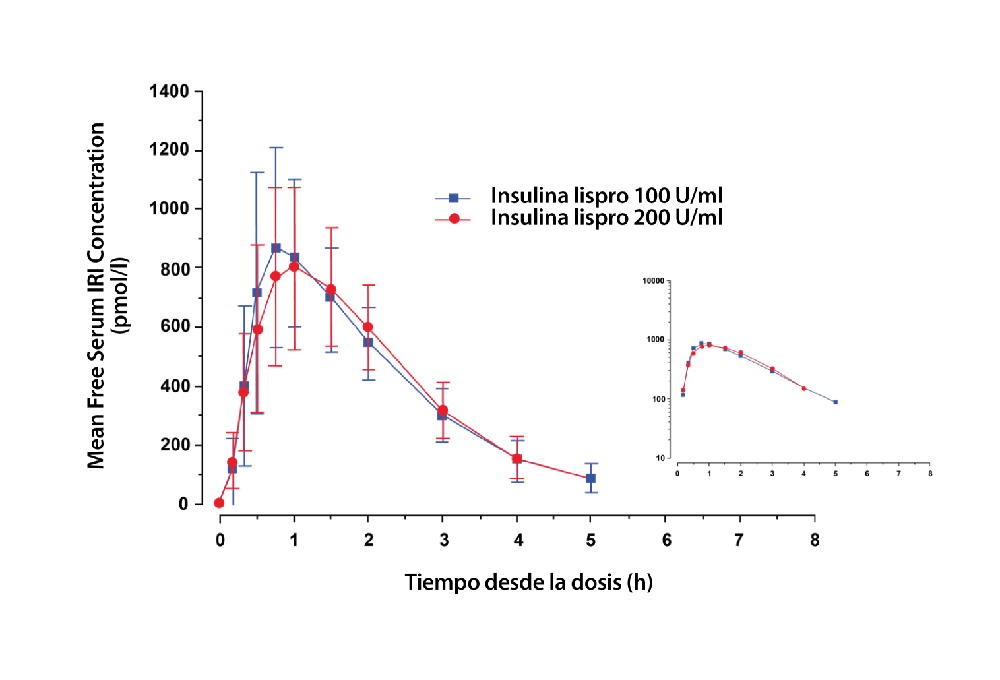 Mean Free Serum IRI Concentration
(pmol/l)
1400
1200
1000
800
600
400
200
0
Insulina lispro 100 U/ml
Insulina lispro 200 U/ml
0 1 2 3 4 5 6 7 8
Tiempo desde la dosis (h)
10000
1000
100
10
0 1 2 3 4 5 6 7 8